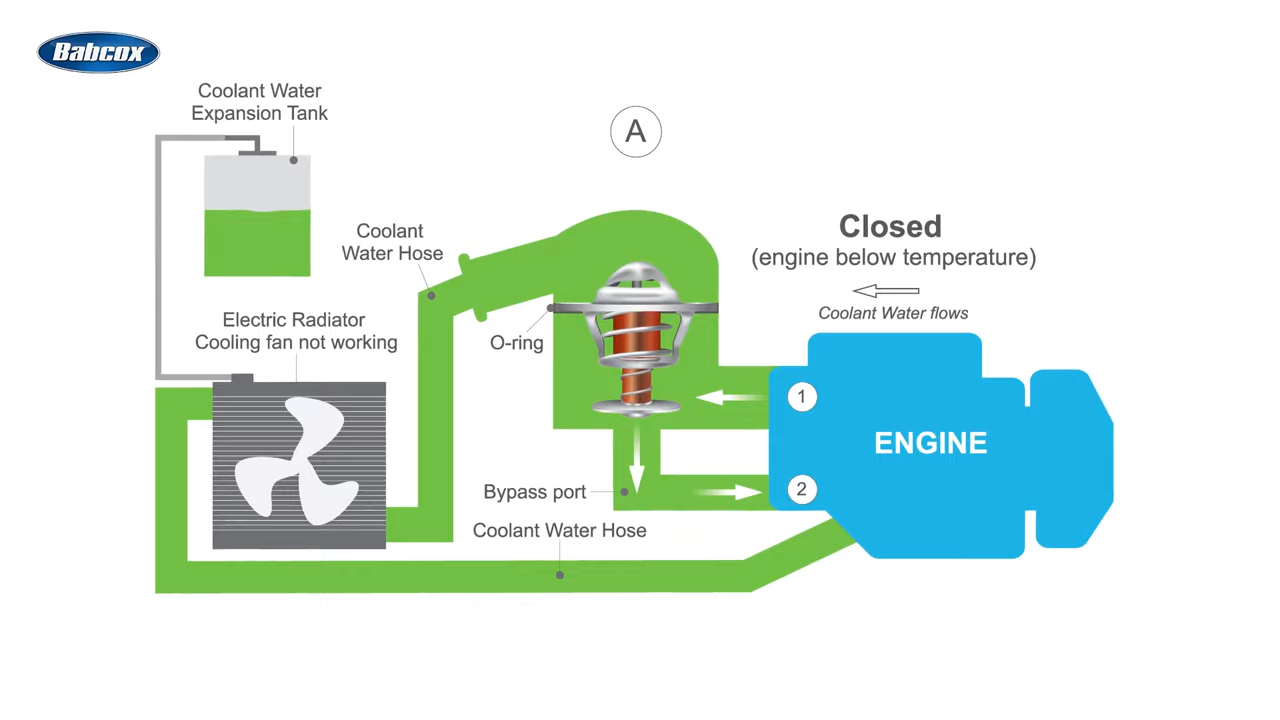 Babcox
Coolant Water
Expansion Tank
A
Coolant
Water Hose
Closed
(engine below temperature)
Coolant Water flows
Electric Radiator
Cooling fan not working
O-ring
1
ENGINE
2
Bypass port
Coolant Water Hose